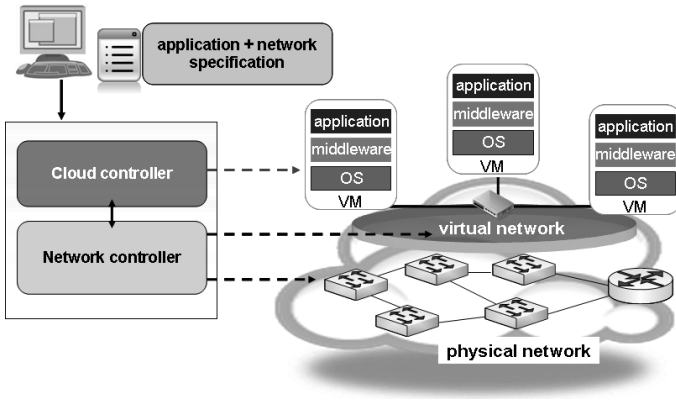 application + network
specification
Cloud controller
Network controller
application
middleware
OS
VM
application
middleware
OS
VM
application
middleware
OS
VM
virtual network
physical network